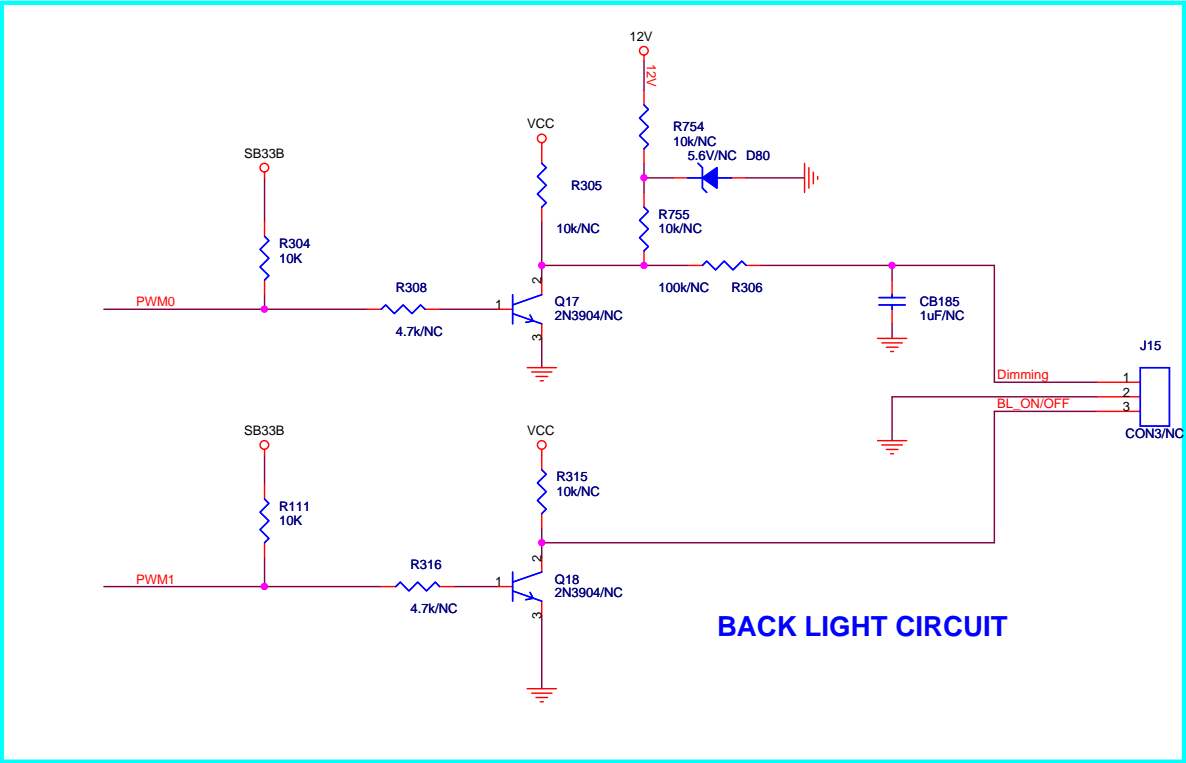 12V
12V
VCC
R754
10k/NC
5.6V/NC D80
SB33B
R305
R755
10k/NC
10k/NC
R304
10K
2
R308
100k/NC R306
PWM0
1
Q17
2N3904/NC
CB185
1uF/NC
4.7k/NC
3
J15
Dimming
1
2
BL_ON/OFF
3
CON3/NC
SB33B
VCC
R315
10k/NC
R111
10K
2
R316
PWM1
1
Q18
2N3904/NC
4.7k/NC
3
BACK LIGHT CIRCUIT